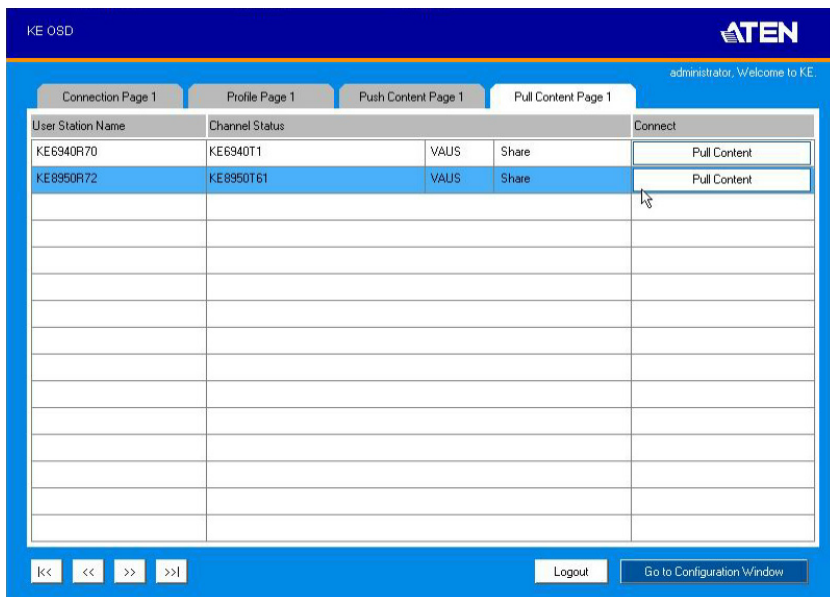 KE OSD
ATEN
administrator, Welcome to KE.
Connection Page 1 Profile Page 1 Push Content Page 1 Pull Content Page 1
User Station Name Channel Status Connect
KE6940R70 KE6940T1 VAUS Share Pull Content
KE8950R72 KE8950T61 VAUS Share Pull Content
|<< << >> >>| Logout Go to Configuration Window